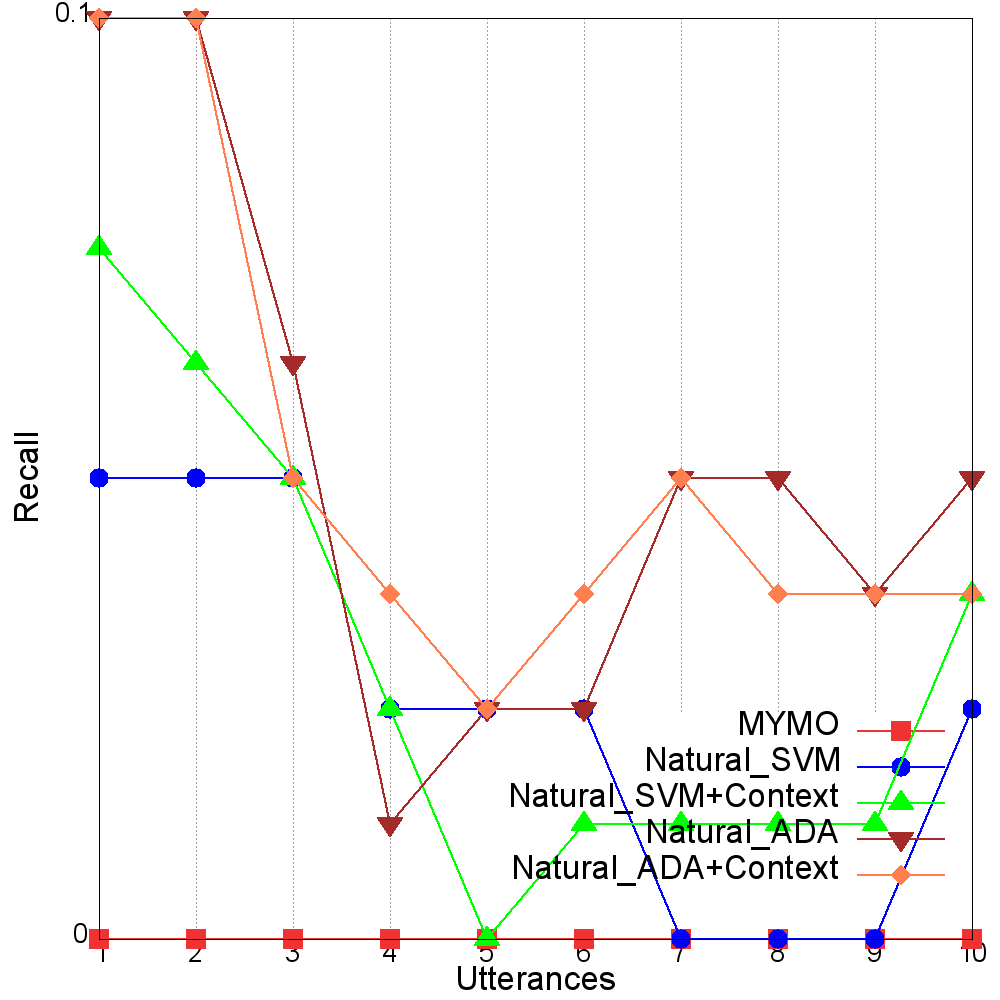 0.1
Recall
MYMO
Natural_SVM
Natural_SVM+Context
Natural_ADA
Natural_ADA+Context
0
1 2 3 4 5 6 7 8 9 10
Utterances